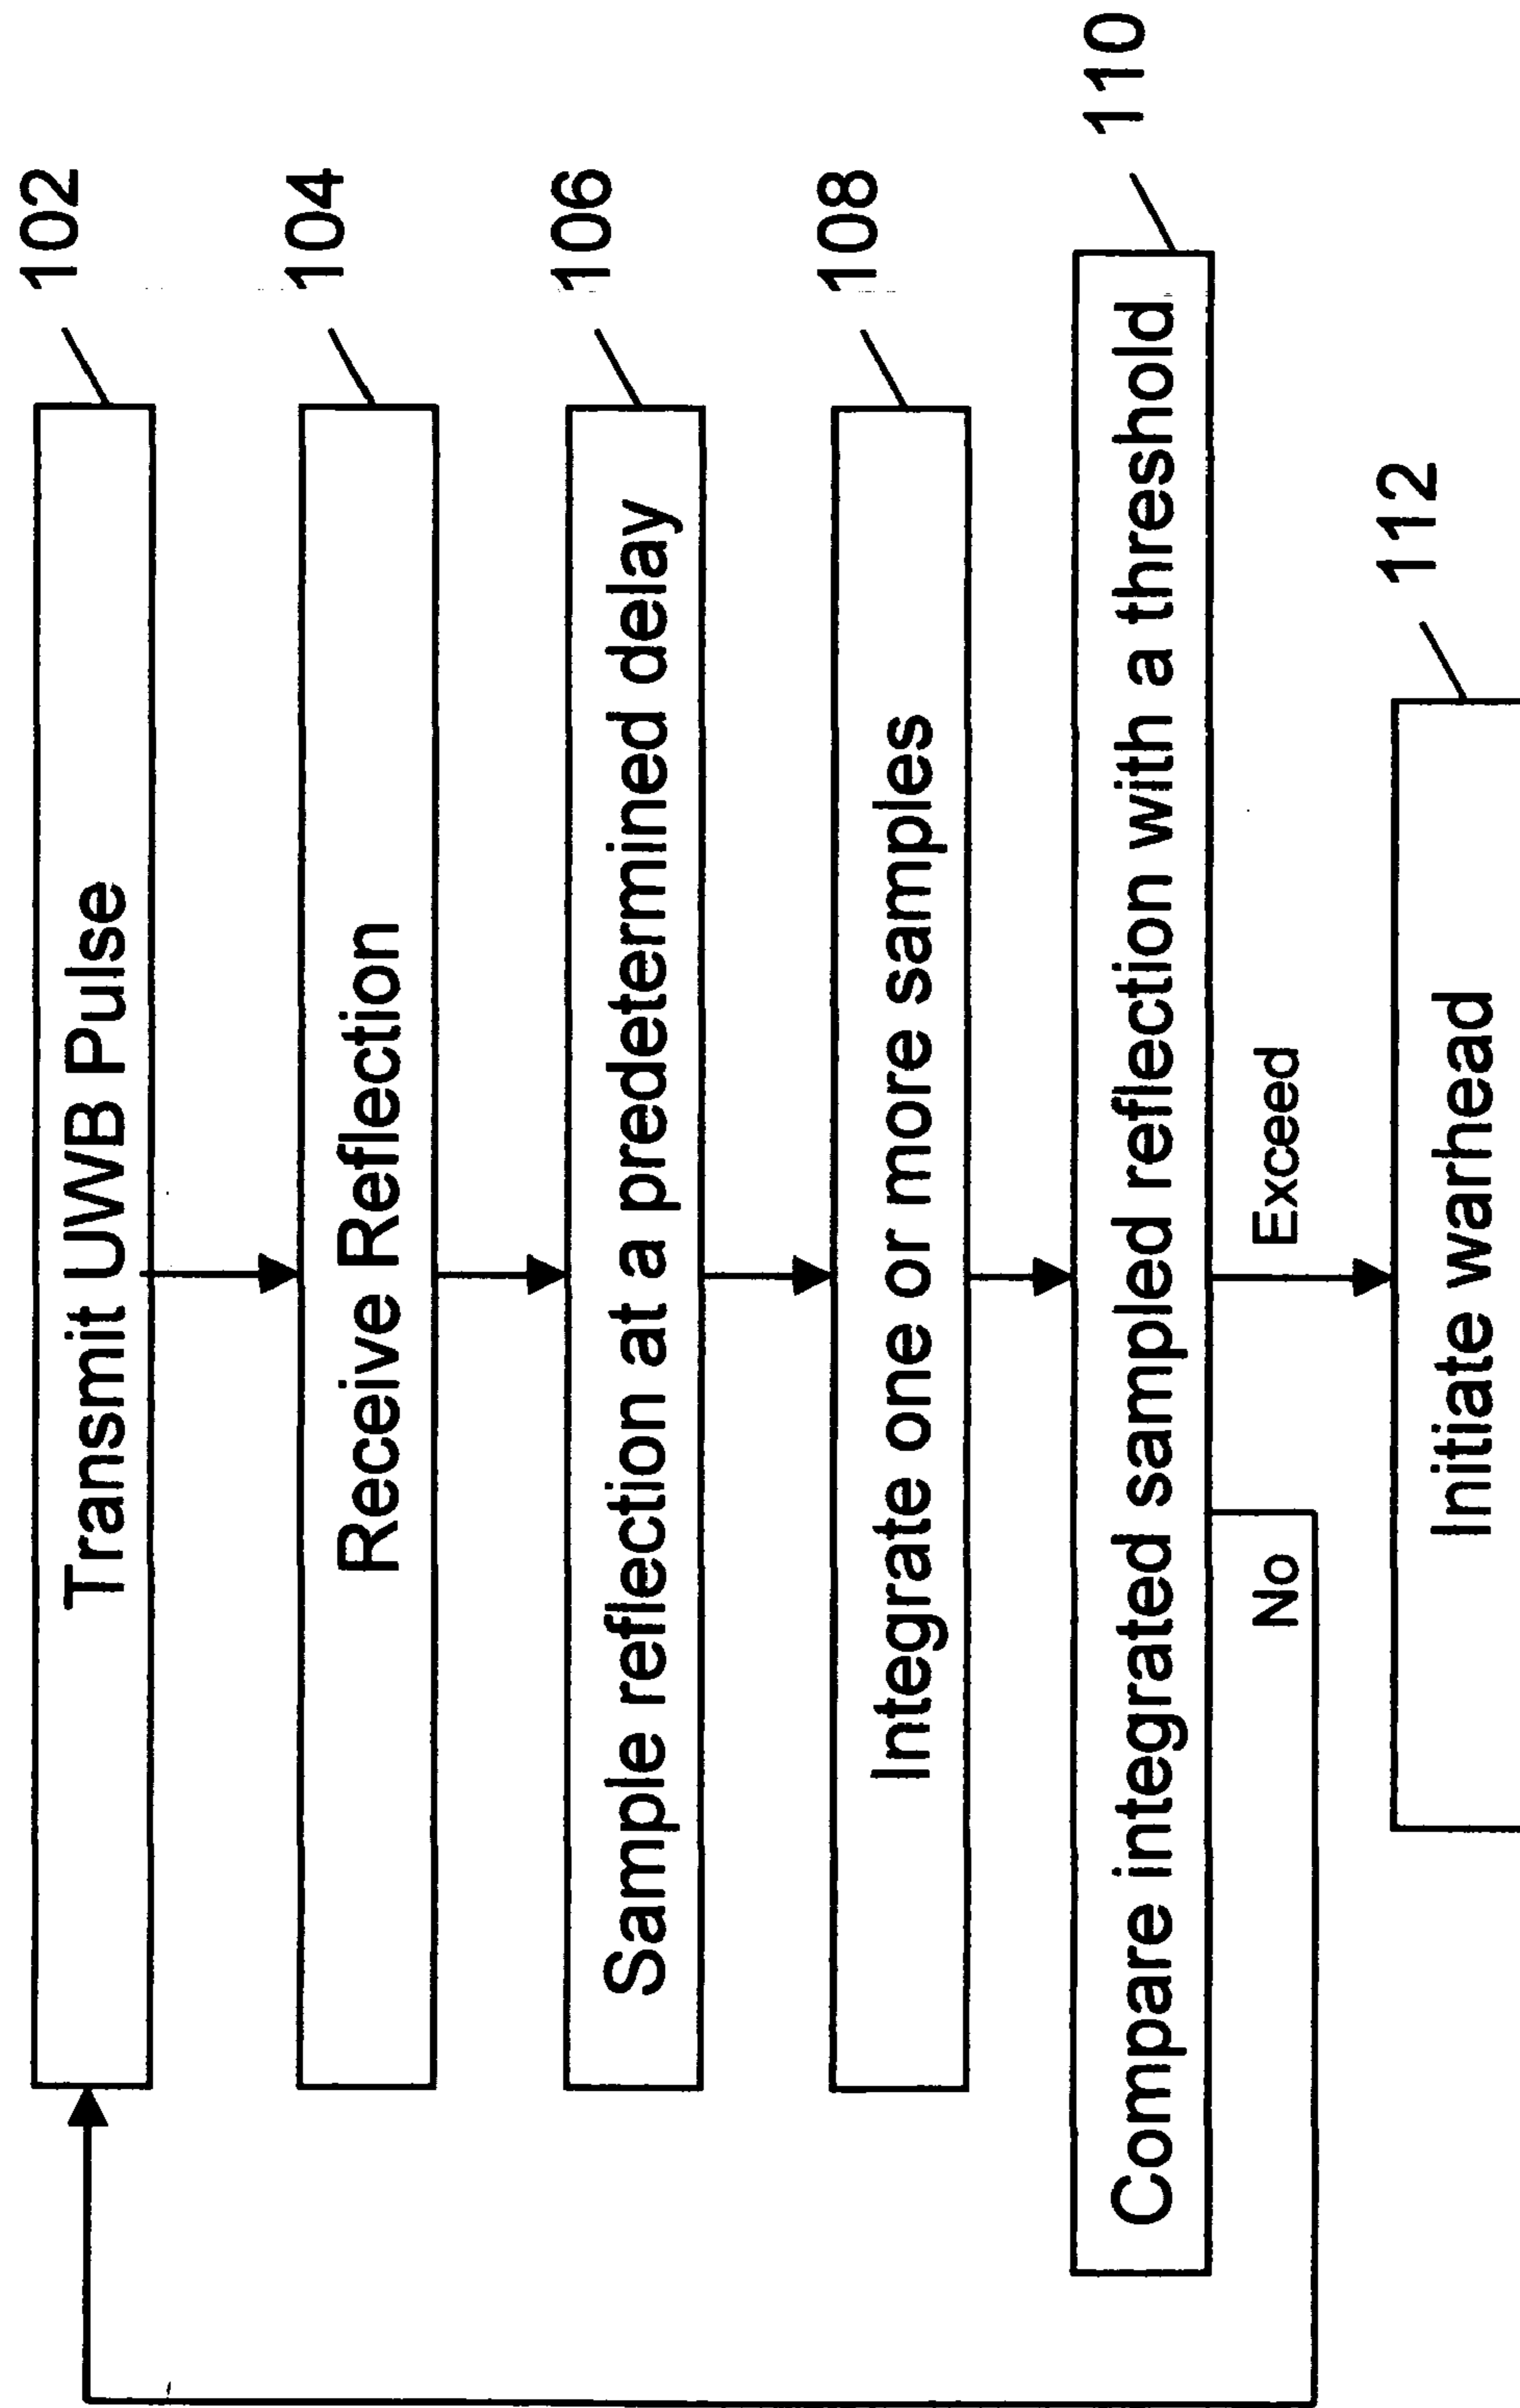 102
Transmit UWB Pulse
104
Receive Reflection
106
Sample reflection at a predetermined delay
108
Integrate one or more samples
110
Compare integrated sampled reflection with a threshold
No
Exceed
112
Initiate warhead